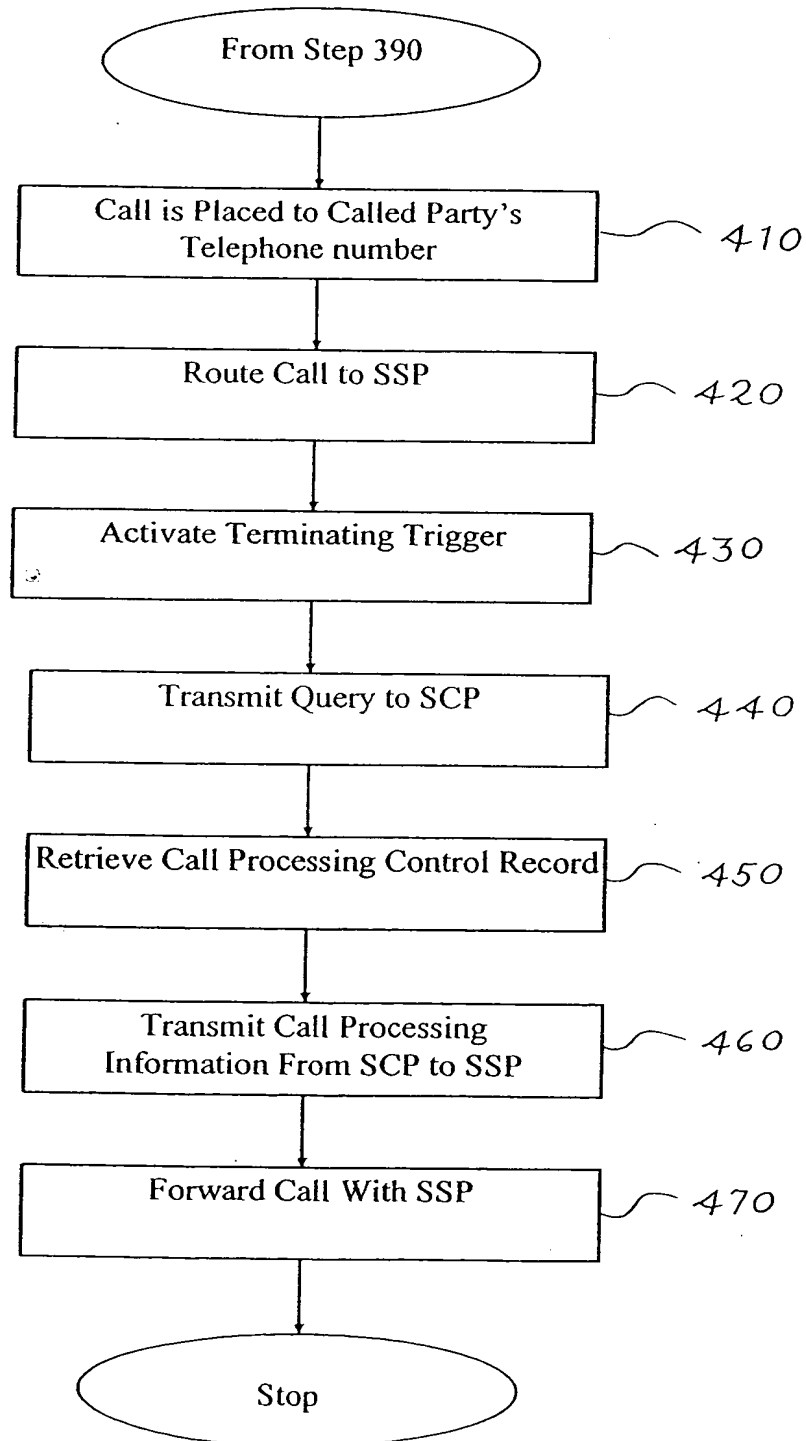 From Step 390
Call is Placed to Called Party's
Telephone number
410
Route Call to SSP
420
Activate Terminating Trigger
430
Transmit Query to SCP
440
Retrieve Call Processing Control Record
450
Transmit Call Processing
Information From SCP to SSP
460
Forward Call With SSP
470
Stop